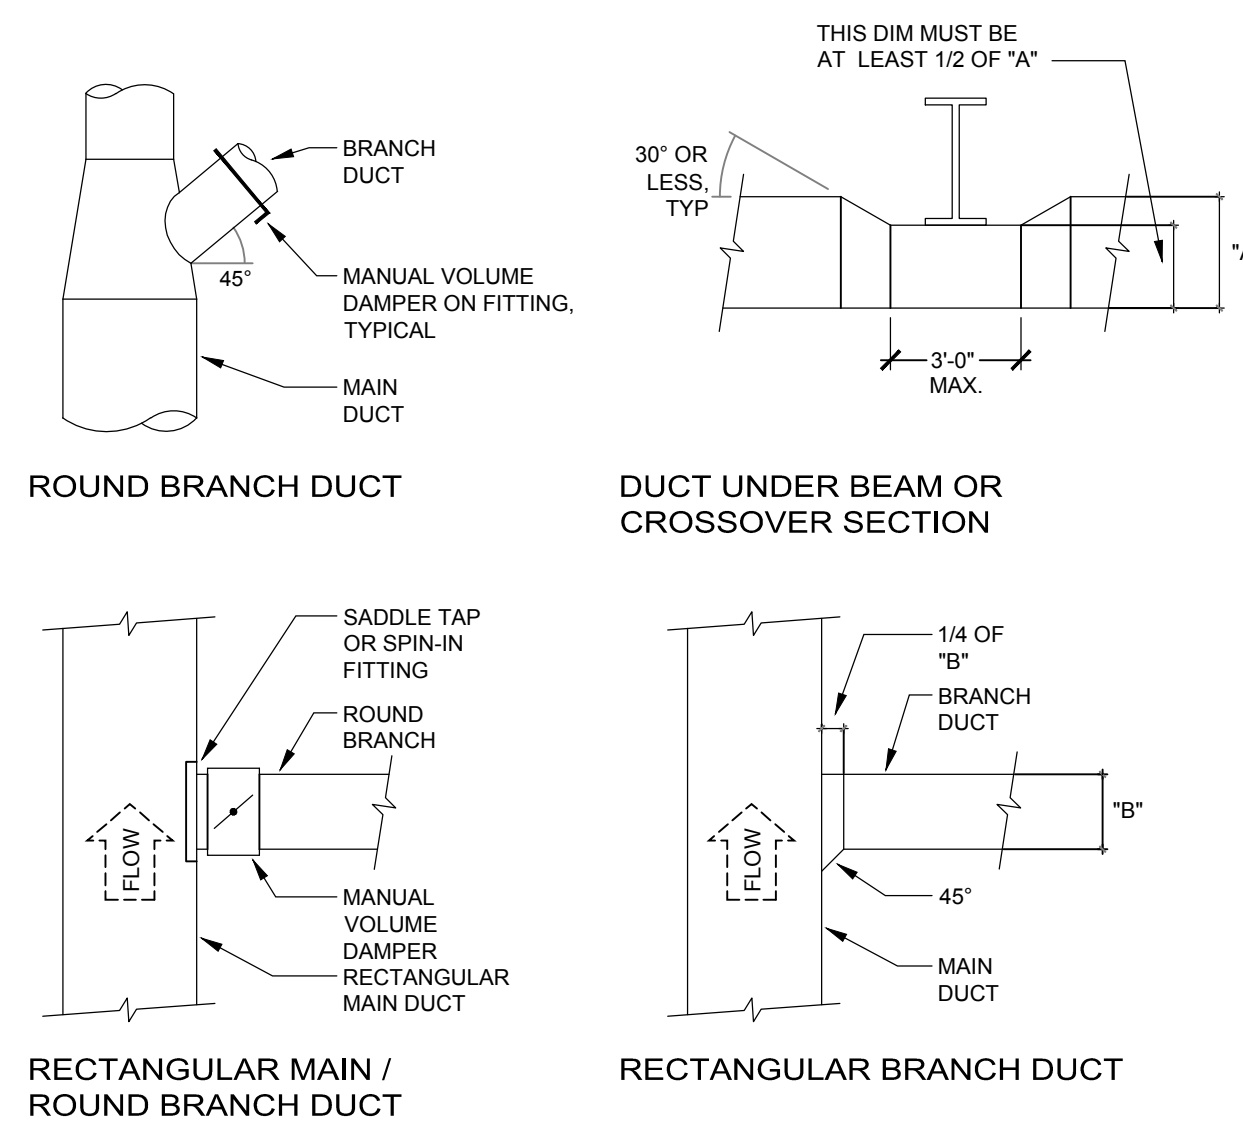 BRANCH
DUCT
45°
MANUAL VOLUME
DAMPER ON FITTING,
TYPICAL
MAIN
DUCT
ROUND BRANCH DUCT
THIS DIM MUST BE
AT LEAST 1/2 OF "A"
30° OR
LESS,
TYP
3'-0"
MAX.
DUCT UNDER BEAM OR
CROSSOVER SECTION
SADDLE TAP
OR SPIN-IN
FITTING
ROUND
BRANCH
FLOW
MANUAL
VOLUME
DAMPER
RECTANGULAR
MAIN DUCT
RECTANGULAR MAIN /
ROUND BRANCH DUCT
1/4 OF
"B"
BRANCH
DUCT
"B"
FLOW
45°
MAIN
DUCT
RECTANGULAR BRANCH DUCT